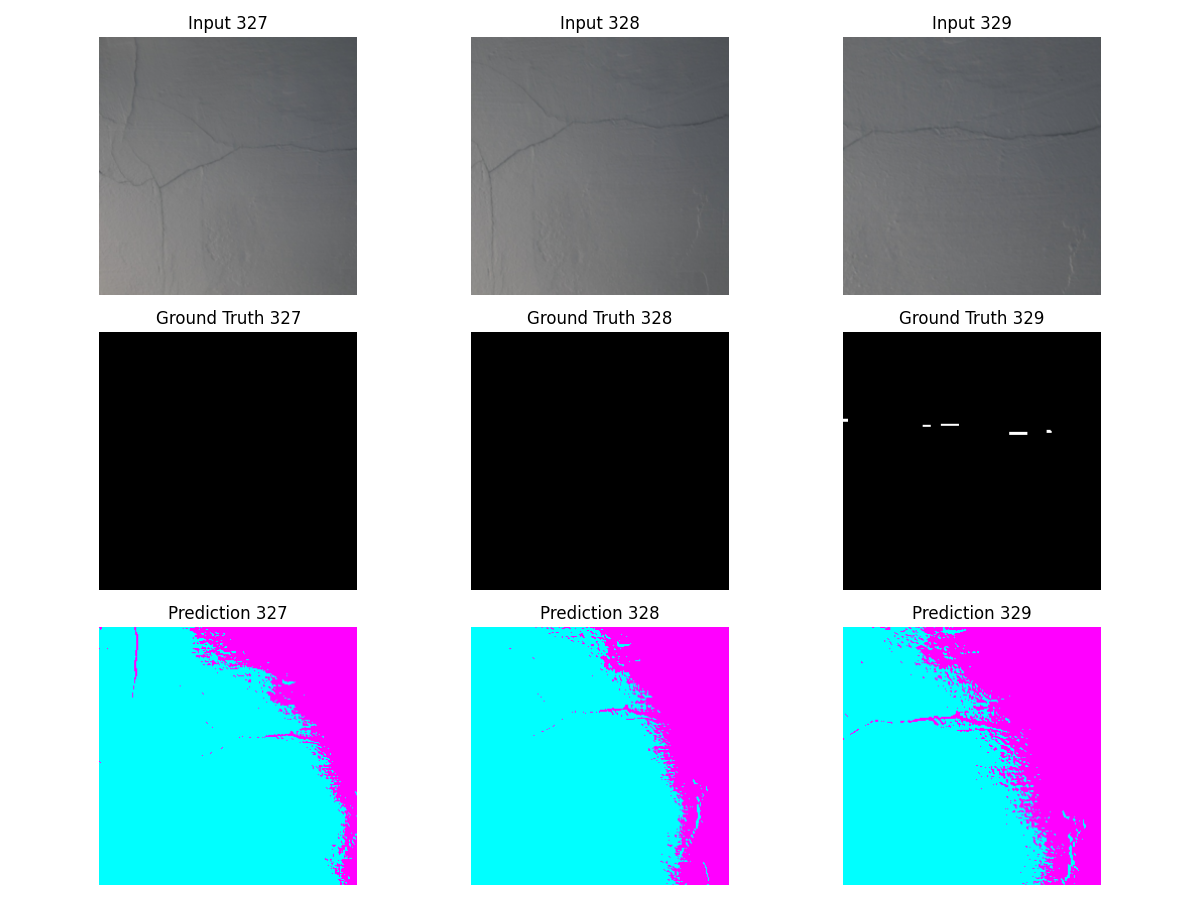 Input 327
Input 328
Input 329
Ground Truth 327
Ground Truth 328
Ground Truth 329
Prediction 327
Prediction 328
Prediction 329